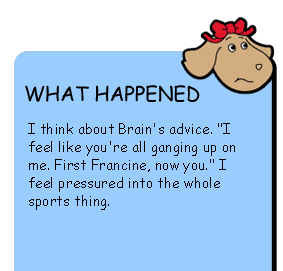 WHAT HAPPENED
I think about Brain's advice. "I
feel like you're all ganging up on
me. First Francine, now you." I
feel pressured into the whole
sports thing.